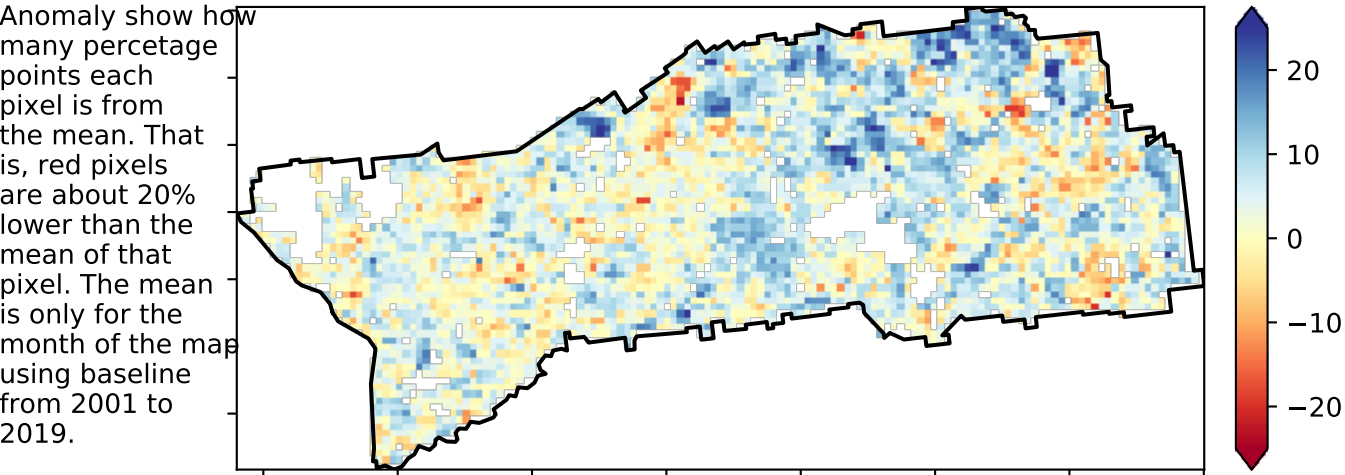 Anomaly show how
many percetage
points each
pixel is from
the mean. That
is, red pixels
are about 20%
lower than the
mean of that
pixel. The mean
is only for the
month of the map
using baseline
from 2001 to
2019.
20
10
0
−10
−20